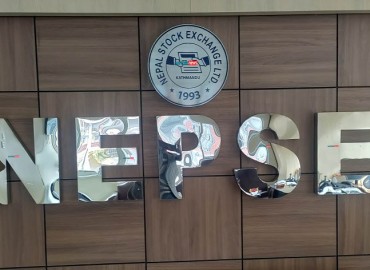 NEPAL STOCK EXCHANGE LTD
KATHMANDU
1993
NEPSE